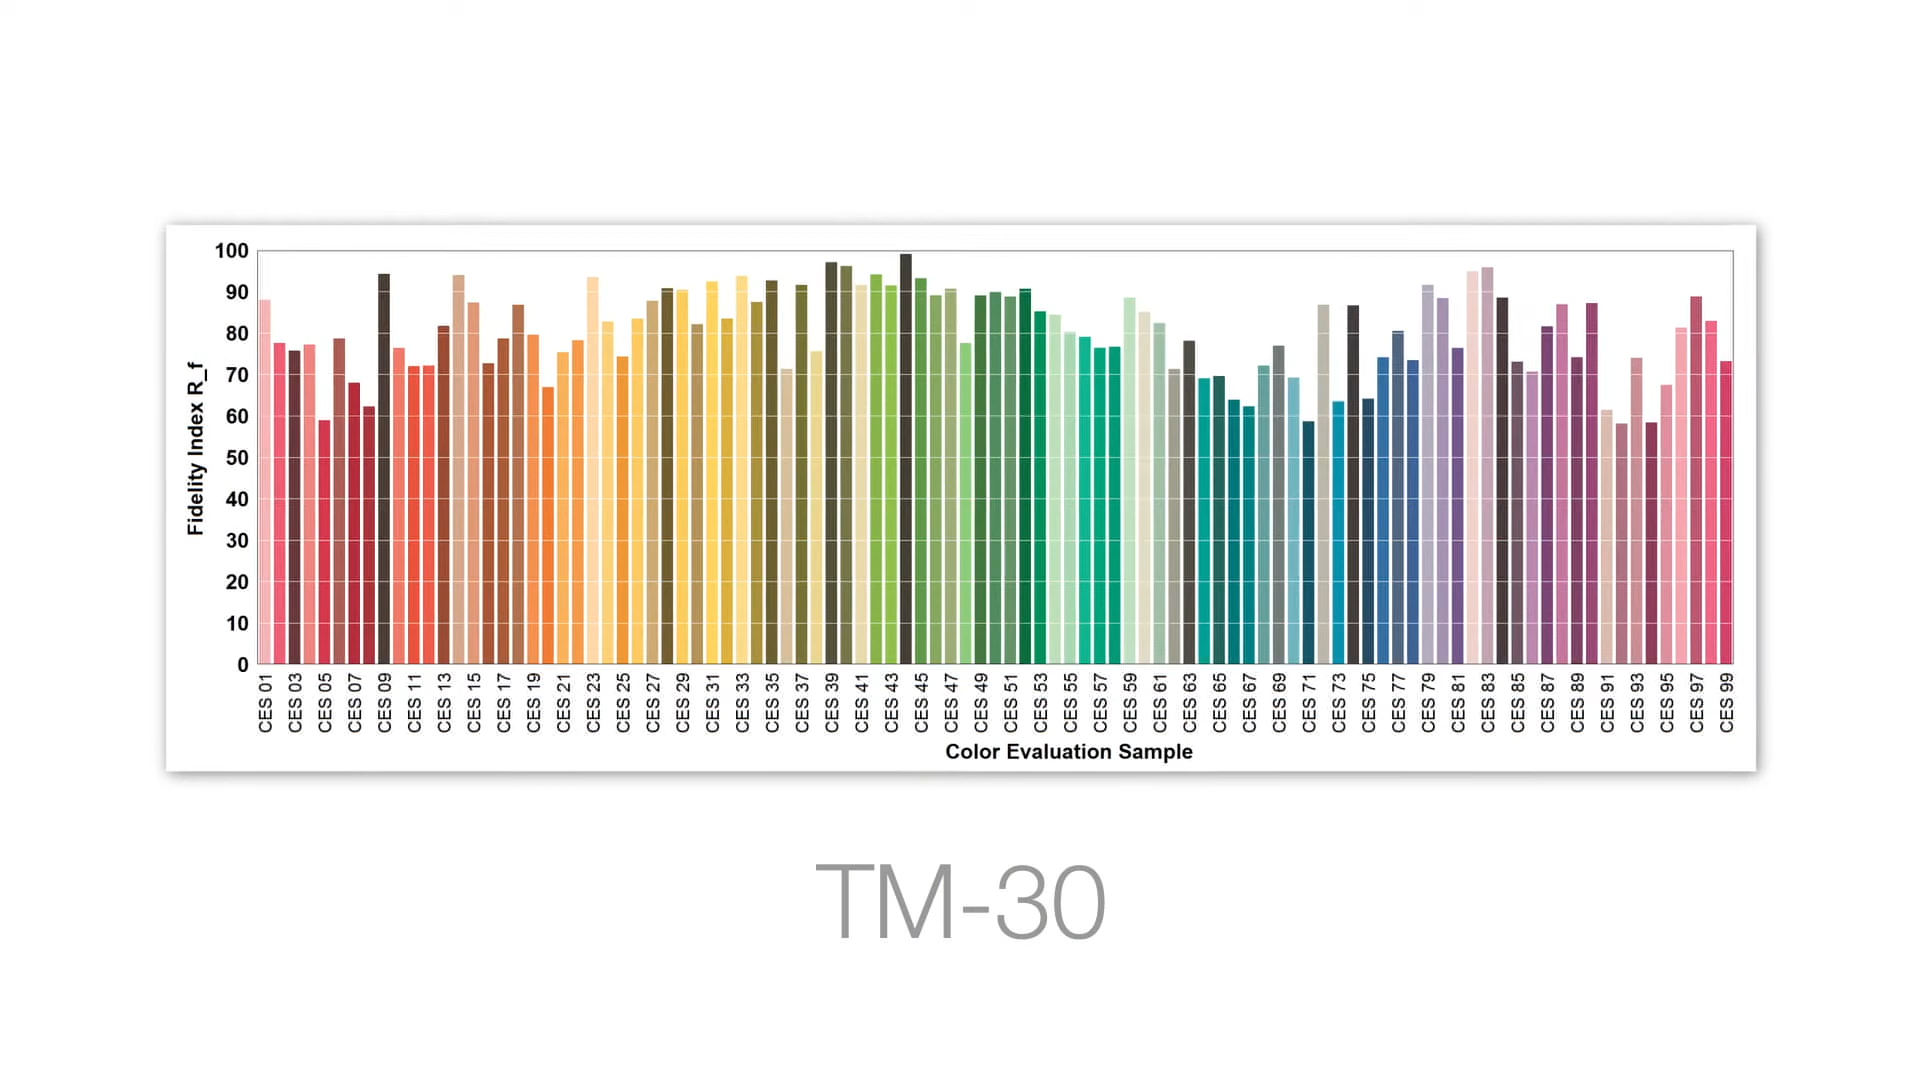 100
90
80
70
60
50
40
30
20
10
0
Fidelity Index R_f
CES 01
CES 03
CES 05
CES 07
CES 09
CES 11
CES 13
CES 15
CES 17
CES 19
CES 21
CES 23
CES 25
CES 27
CES 29
CES 31
CES 33
CES 35
CES 37
CES 39
CES 41
CES 43
CES 45
CES 47
CES 49
CES 51
CES 53
CES 55
CES 57
CES 59
CES 61
CES 63
CES 65
CES 67
CES 69
CES 71
CES 73
CES 75
CES 77
CES 79
CES 81
CES 83
CES 85
CES 87
CES 89
CES 91
CES 93
CES 95
CES 97
CES 99
Color Evaluation Sample
TM-30